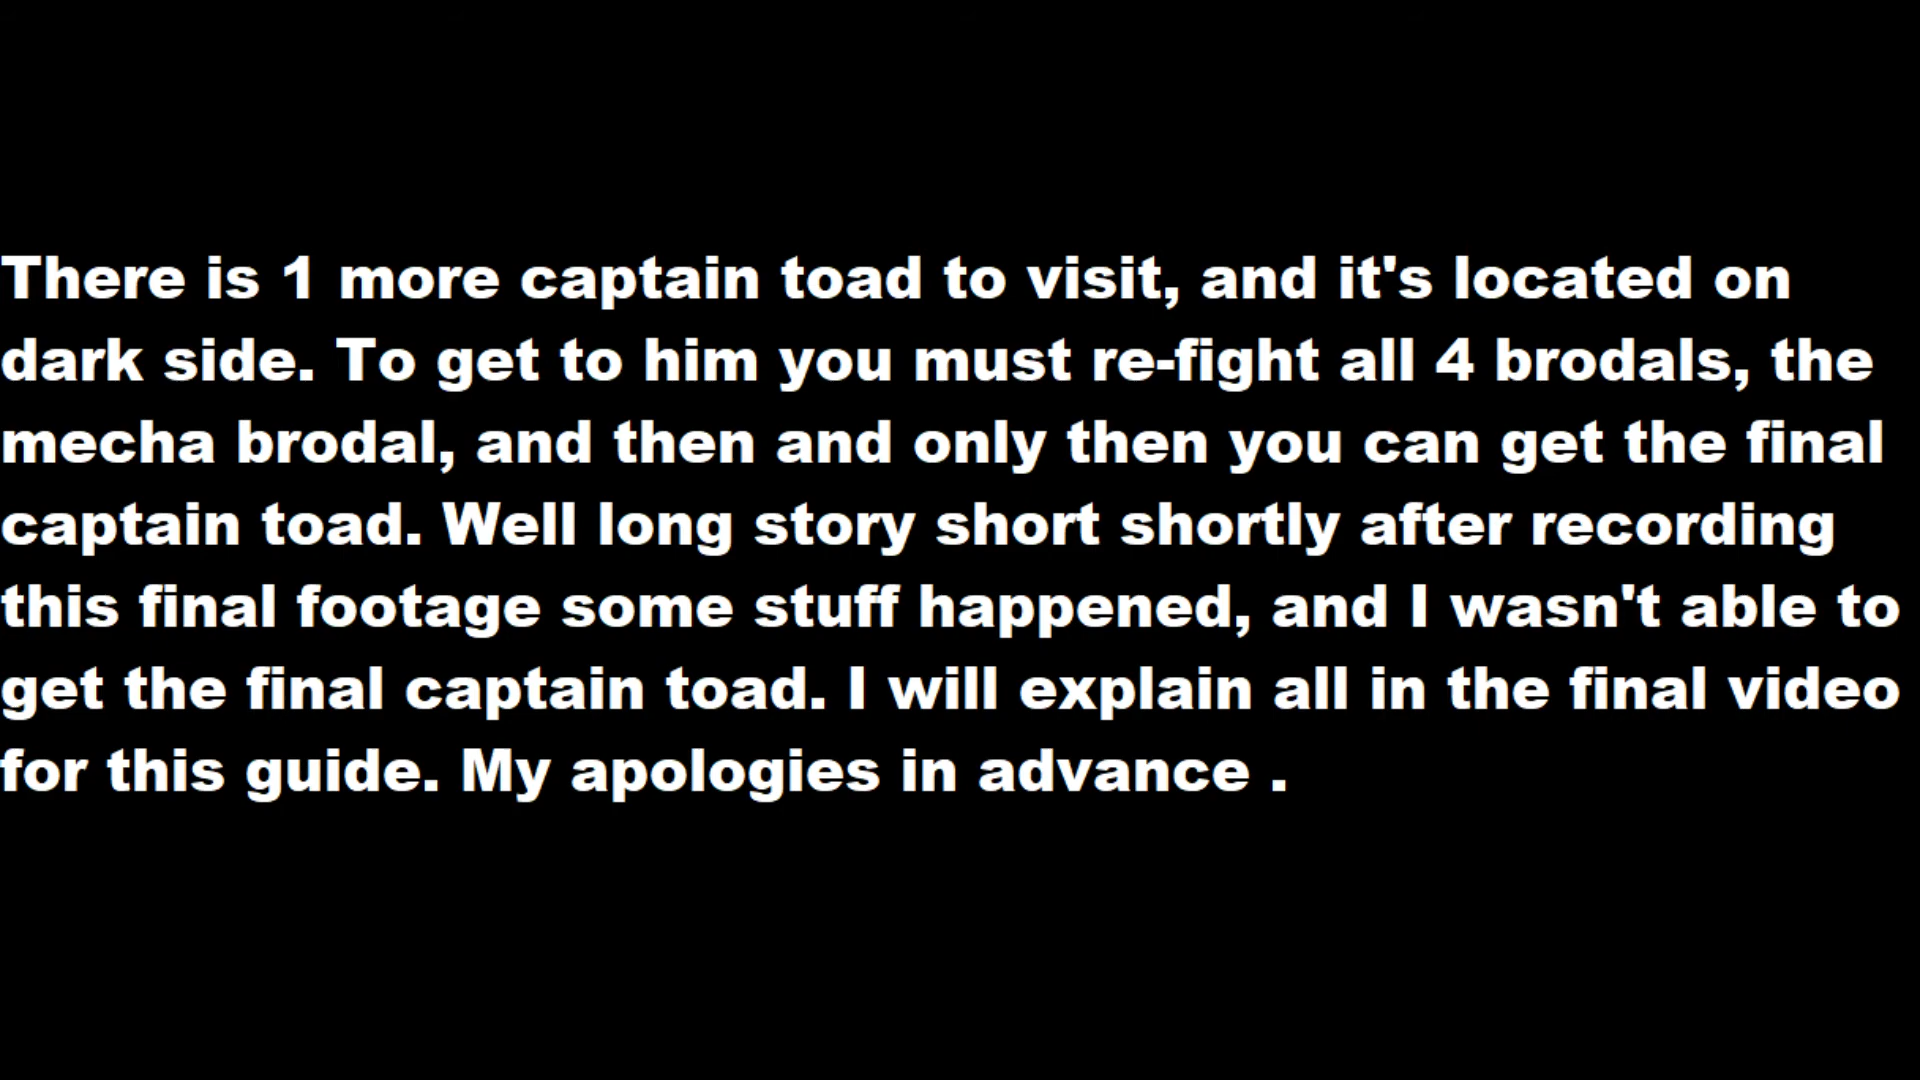 There is 1 more captain toad to visit, and it's located on
dark side. To get to him you must re-fight all 4 brodals, the
mecha brodal, and then and only then you can get the final
captain toad. Well long story short shortly after recording
this final footage some stuff happened, and I wasn't able to
get the final captain toad. I will explain all in the final video
for this guide. My apologies in advance .